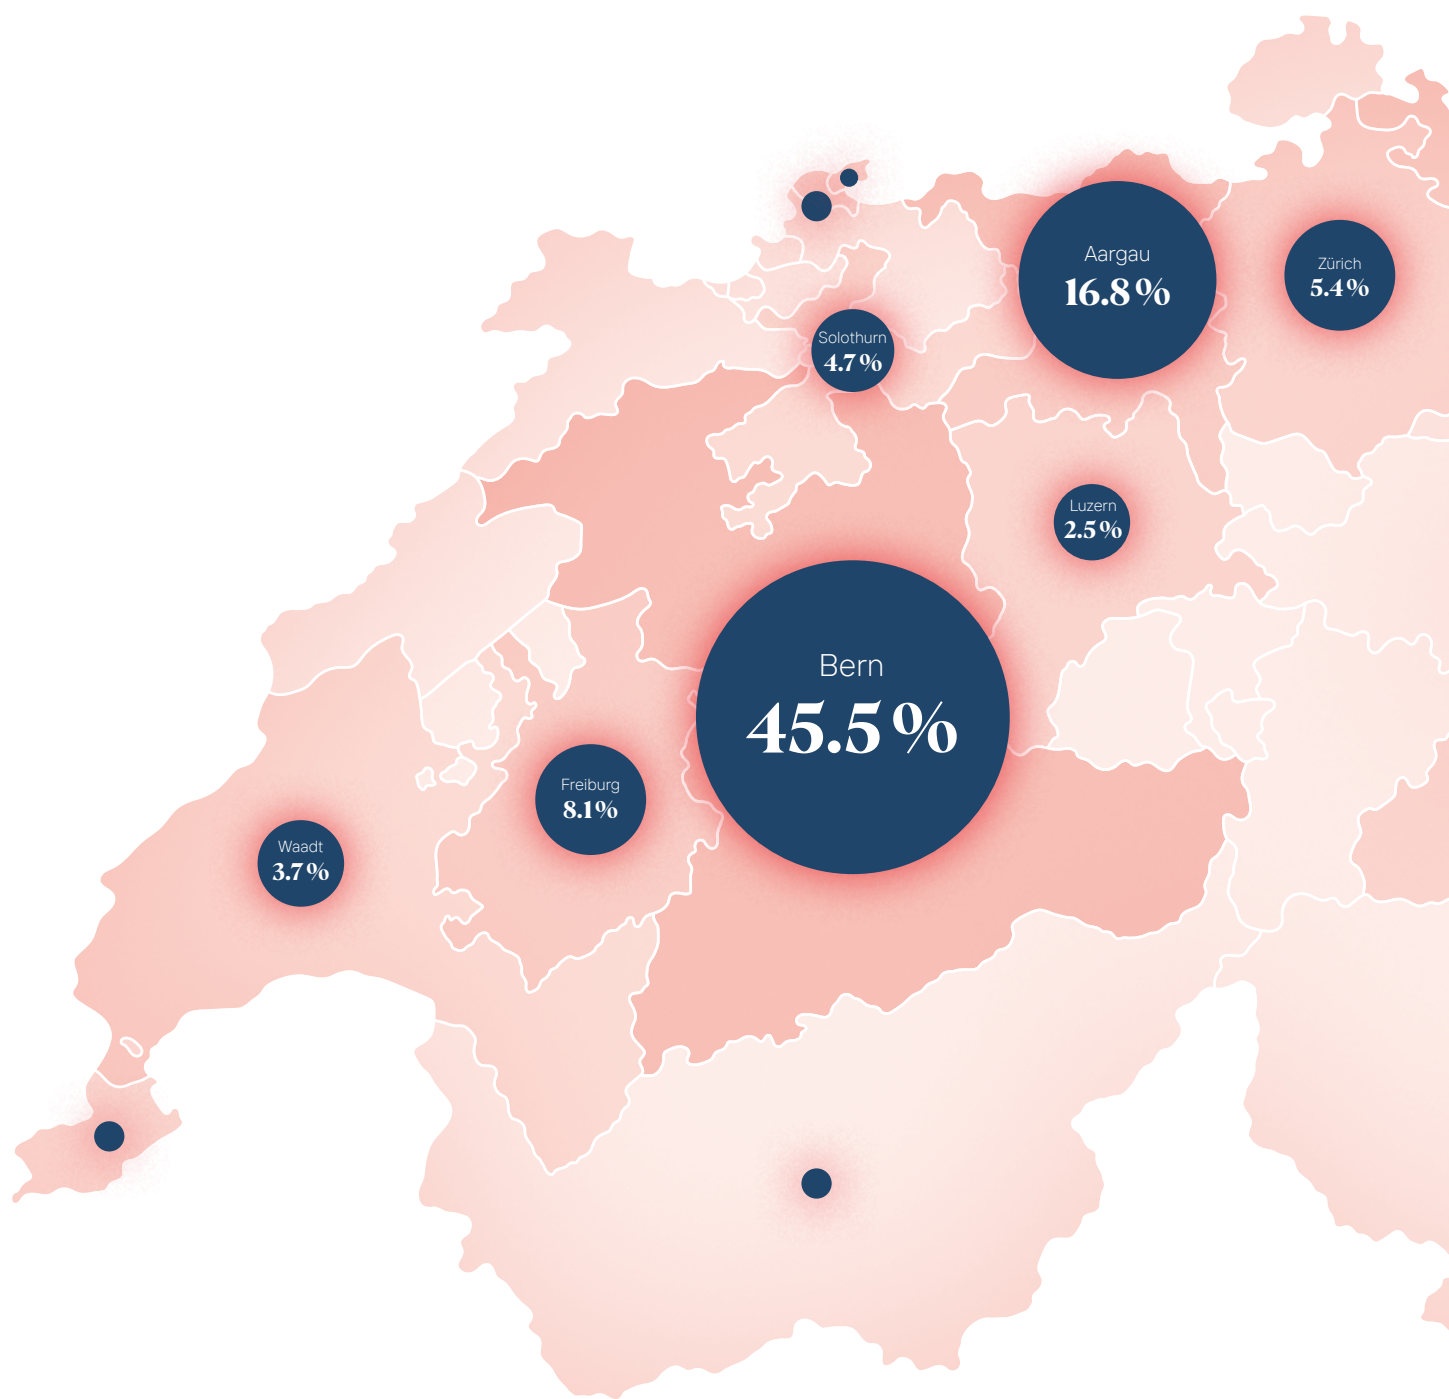 Aargau
16.8 %
Zürich
5.4 %
Solothurn
4.7 %
Luzern
2.5 %
Bern
45.5 %
Freiburg
8.1 %
Waadt
3.7 %